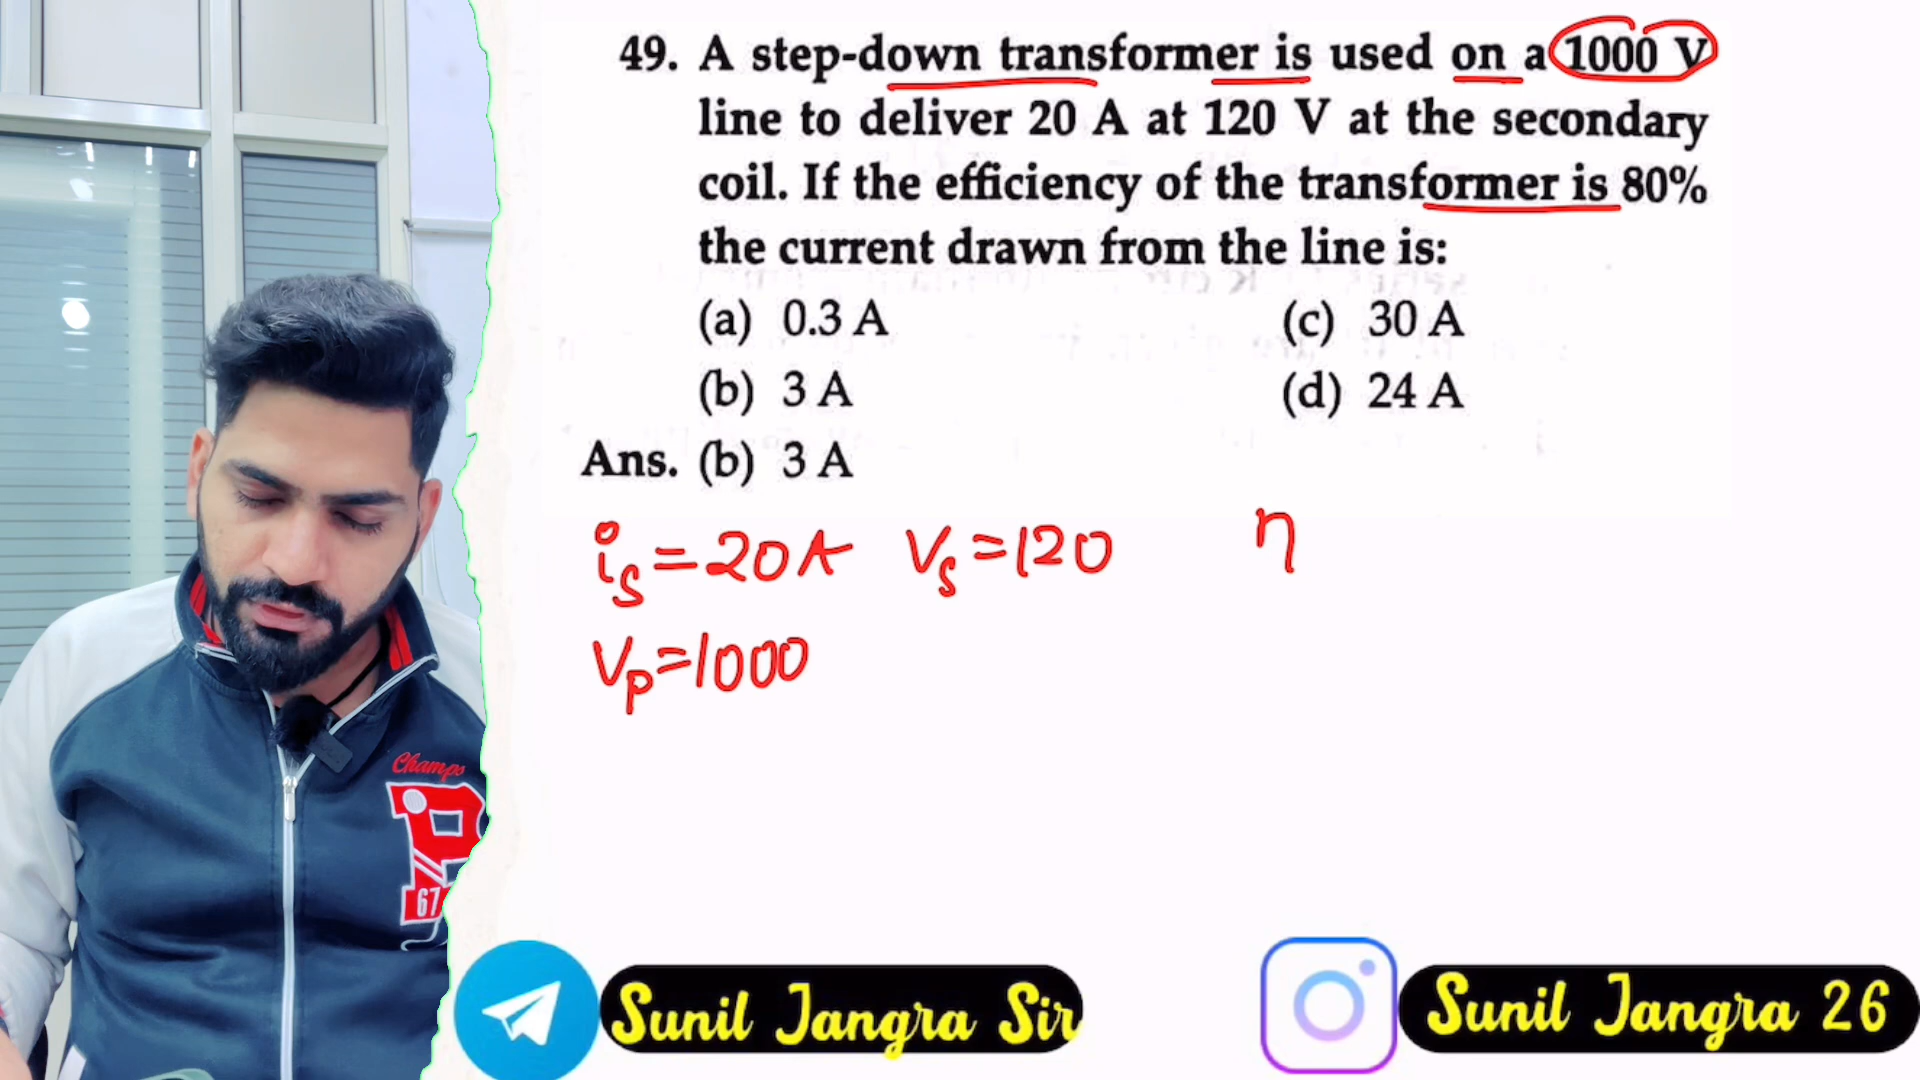 49. A step-down transformer is used on a 1000 V
line to deliver 20 A at 120 V at the secondary
coil. If the efficiency of the transformer is 80%
the current drawn from the line is:
(a) 0.3 A (c) 30 A
(b) 3 A (d) 24 A
Ans. (b) 3 A
is = 20A Vs = 120 η
Vp = 1000
Champs
67
Sunil Jangra Sir
Sunil Jangra 26